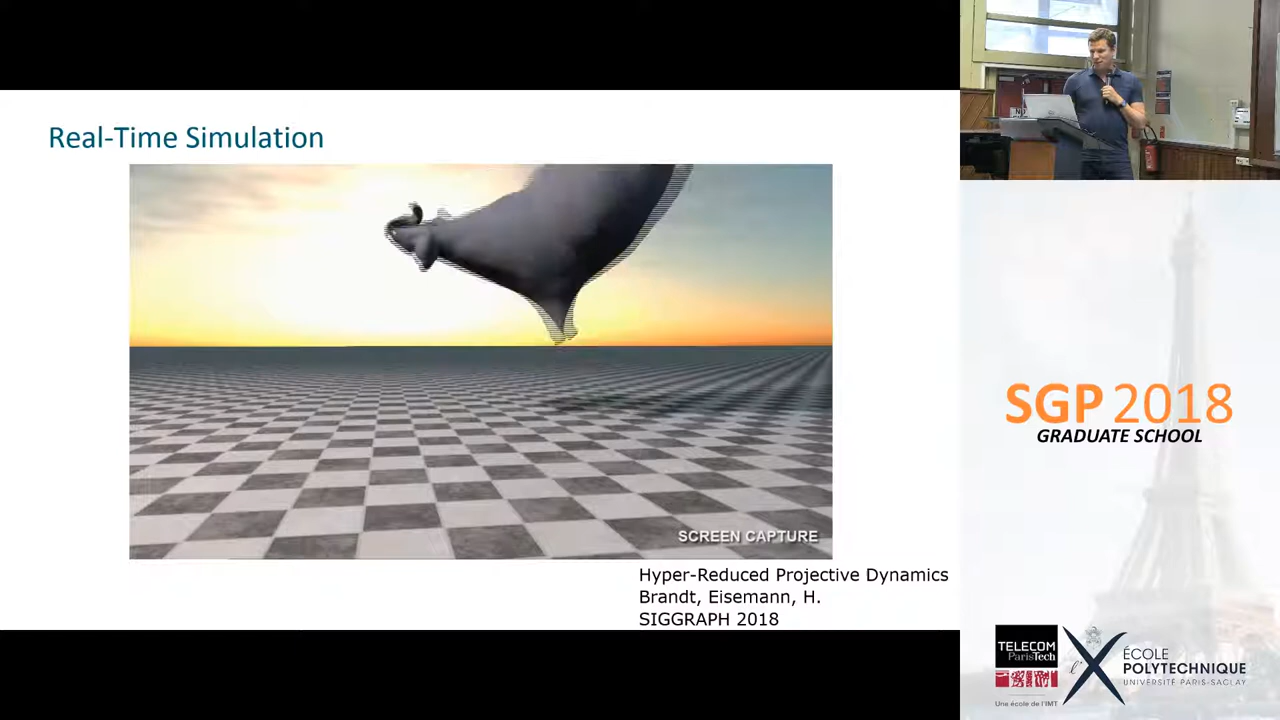 Real-Time Simulation
SCREEN CAPTURE
Hyper-Reduced Projective Dynamics
Brandt, Eisemann, H.
SIGGRAPH 2018
SGP 2018
GRADUATE SCHOOL
TELECOM
ParisTech
Une école de l'IMT
ÉCOLE
POLYTECHNIQUE
UNIVERSITÉ PARIS-SACLAY